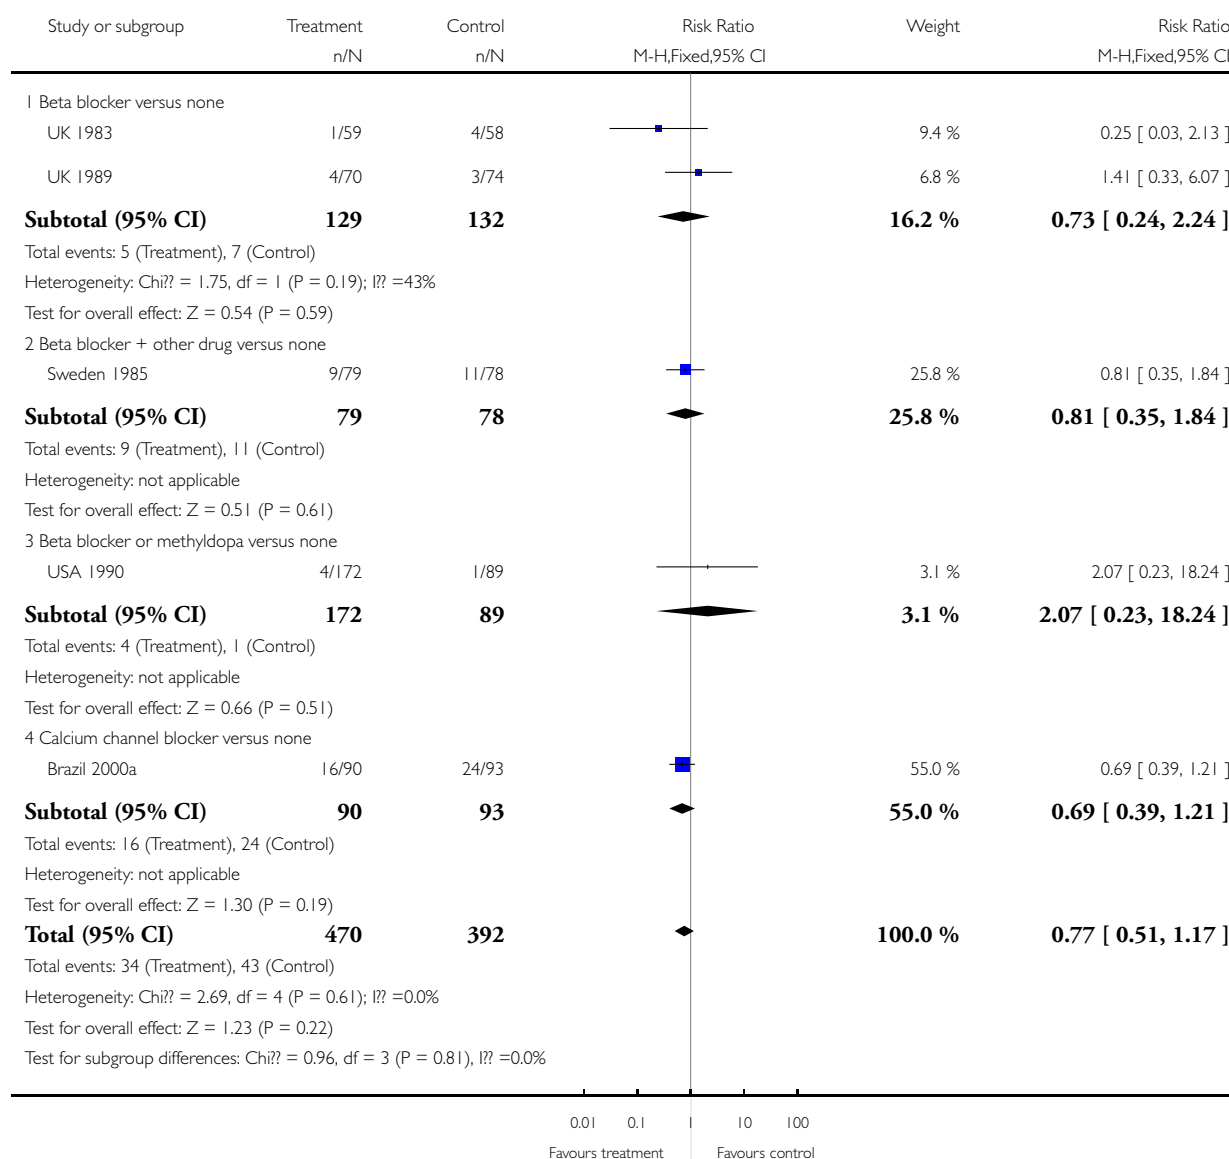 Study or subgroup Treatment Control Risk Ratio Weight Risk Ratio
n/N n/N M-H,Fixed,95% CI M-H,Fixed,95% CI
1 Beta blocker versus none
UK 1983 1/59 4/58 9.4 % 0.25 [ 0.03, 2.13 ]
UK 1989 4/70 3/74 6.8 % 1.41 [ 0.33, 6.07 ]
Subtotal (95% CI) 129 132 16.2 % 0.73 [ 0.24, 2.24 ]
Total events: 5 (Treatment), 7 (Control)
Heterogeneity: Chi?? = 1.75, df = 1 (P = 0.19); I?? =43%
Test for overall effect: Z = 0.54 (P = 0.59)
2 Beta blocker + other drug versus none
Sweden 1985 9/79 11/78 25.8 % 0.81 [ 0.35, 1.84 ]
Subtotal (95% CI) 79 78 25.8 % 0.81 [ 0.35, 1.84 ]
Total events: 9 (Treatment), 11 (Control)
Heterogeneity: not applicable
Test for overall effect: Z = 0.51 (P = 0.61)
3 Beta blocker or methyldopa versus none
USA 1990 4/172 1/89 3.1 % 2.07 [ 0.23, 18.24 ]
Subtotal (95% CI) 172 89 3.1 % 2.07 [ 0.23, 18.24 ]
Total events: 4 (Treatment), 1 (Control)
Heterogeneity: not applicable
Test for overall effect: Z = 0.66 (P = 0.51)
4 Calcium channel blocker versus none
Brazil 2000a 16/90 24/93 55.0 % 0.69 [ 0.39, 1.21 ]
Subtotal (95% CI) 90 93 55.0 % 0.69 [ 0.39, 1.21 ]
Total events: 16 (Treatment), 24 (Control)
Heterogeneity: not applicable
Test for overall effect: Z = 1.30 (P = 0.19)
Total (95% CI) 470 392 100.0 % 0.77 [ 0.51, 1.17 ]
Total events: 34 (Treatment), 43 (Control)
Heterogeneity: Chi?? = 2.69, df = 4 (P = 0.61); I?? =0.0%
Test for overall effect: Z = 1.23 (P = 0.22)
Test for subgroup differences: Chi?? = 0.96, df = 3 (P = 0.81), I?? =0.0%
0.01 0.1 1 10 100
Favours treatment Favours control